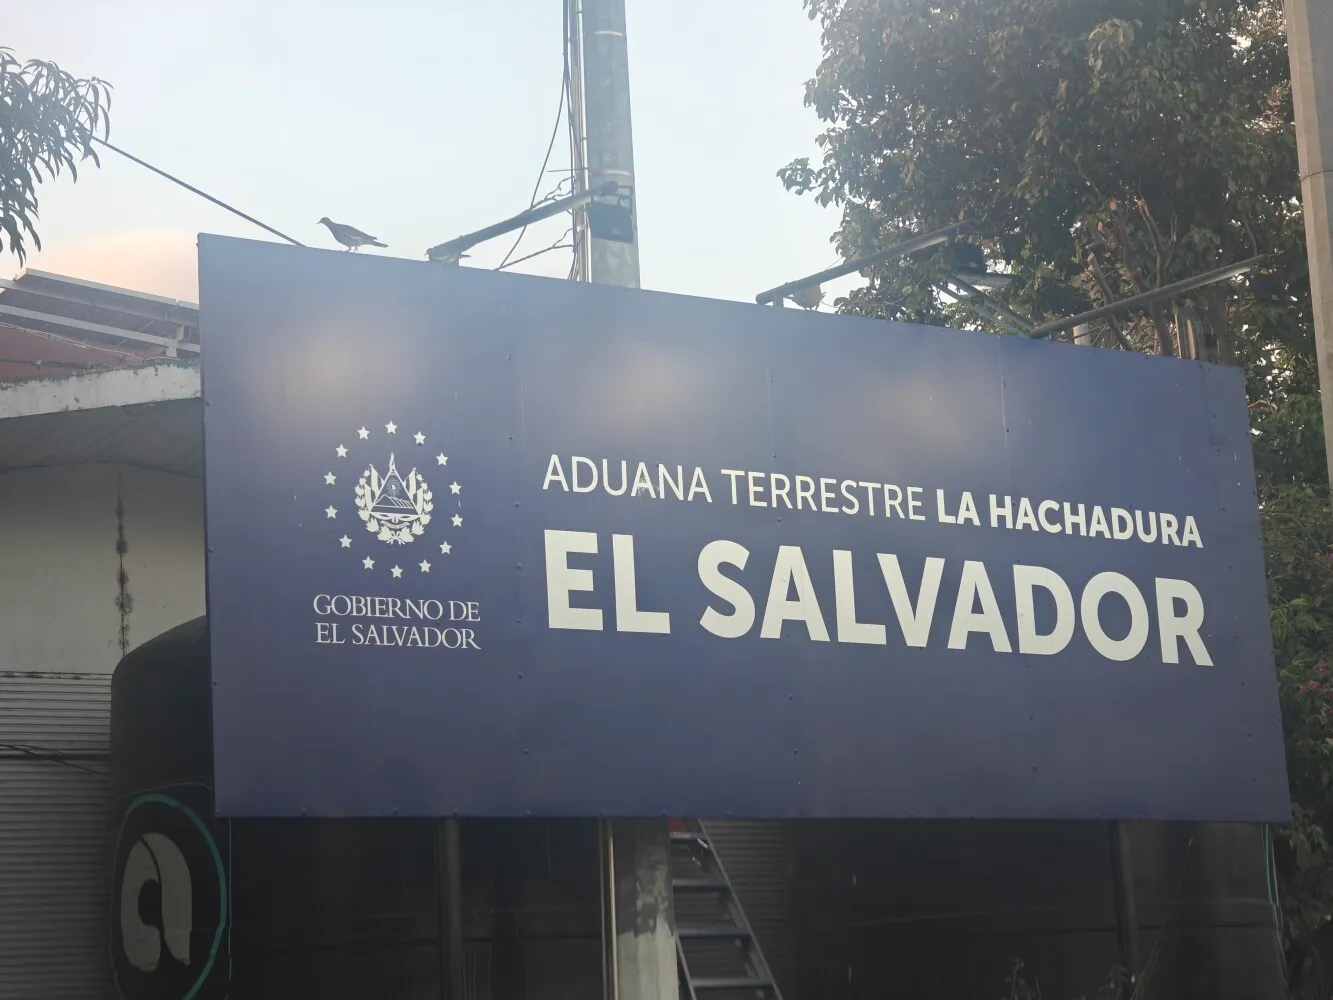 ADUANA TERRESTRE LA HACHADURA
EL SALVADOR
GOBIERNO DE
EL SALVADOR
a